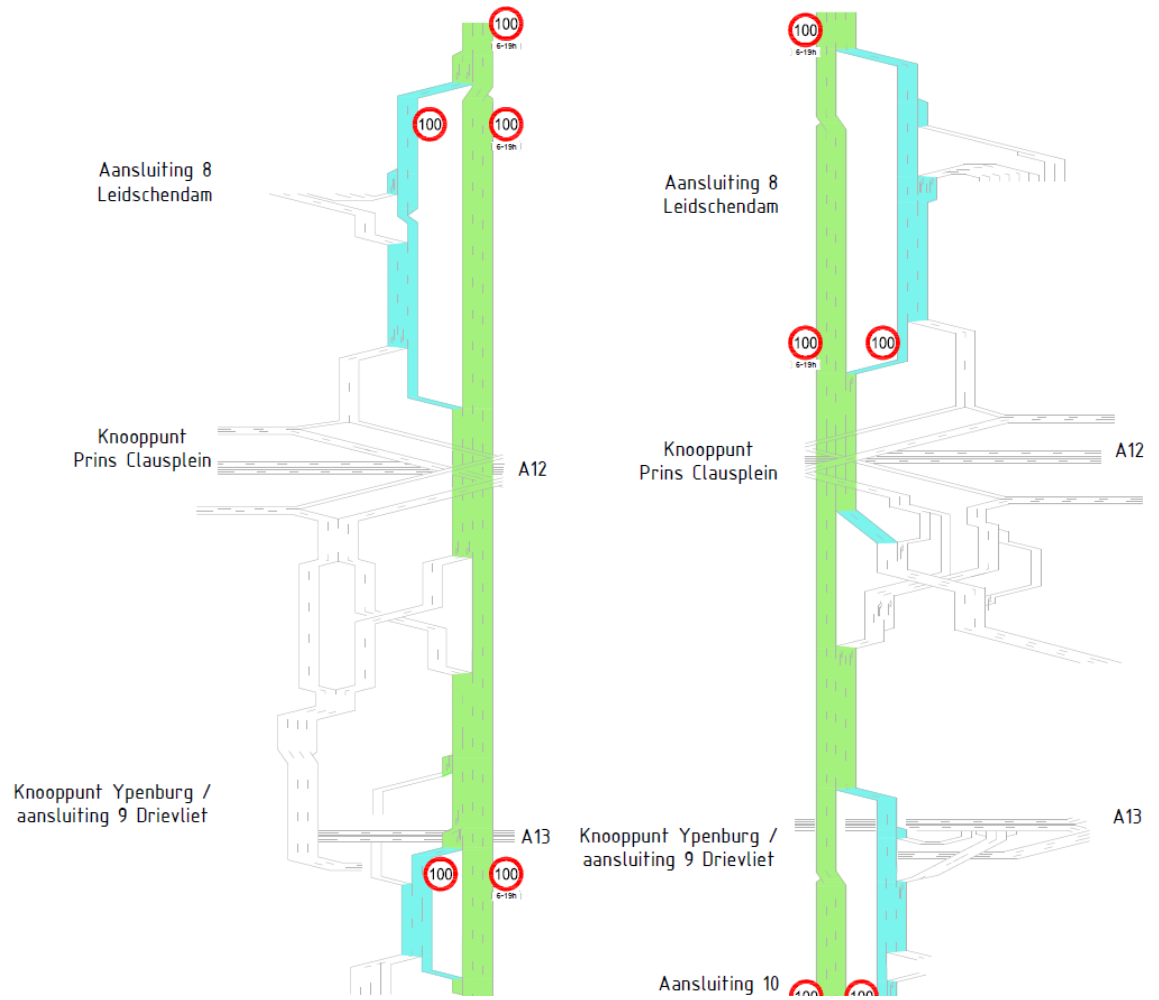 100
6-19h
100
100
6-19h
Aansluiting 8
Leidschendam
Knooppunt
Prins Clausplein
A12
Knooppunt Ypenburg /
aansluiting 9 Drievliet
A13
100
100
6-19h
100
6-19h
Aansluiting 8
Leidschendam
100
6-19h
100
Knooppunt
Prins Clausplein
A12
Knooppunt Ypenburg /
aansluiting 9 Drievliet
A13
Aansluiting 10
100
100